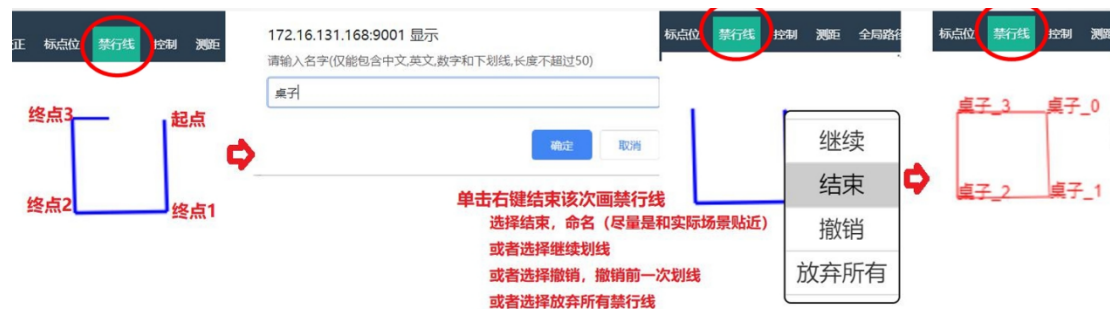 正 标点位 禁行线 控制 测距
终点3
起点
终点2
终点1
172.16.131.168:9001 显示
请输入名字(仅能包含中文,英文,数字和下划线,长度不超过50)
桌子
确定 取消
标点位 禁行线 控制 测距 全局路径
继续
结束
撤销
放弃所有
单击右键结束该次画禁行线
选择结束，命名（尽量是和实际场景贴近）
或者选择继续划线
或者选择撤销，撤销前一次划线
或者选择放弃所有禁行线
标点位 禁行线 控制 测距
桌子_3 桌子_0
桌子_2 桌子_1